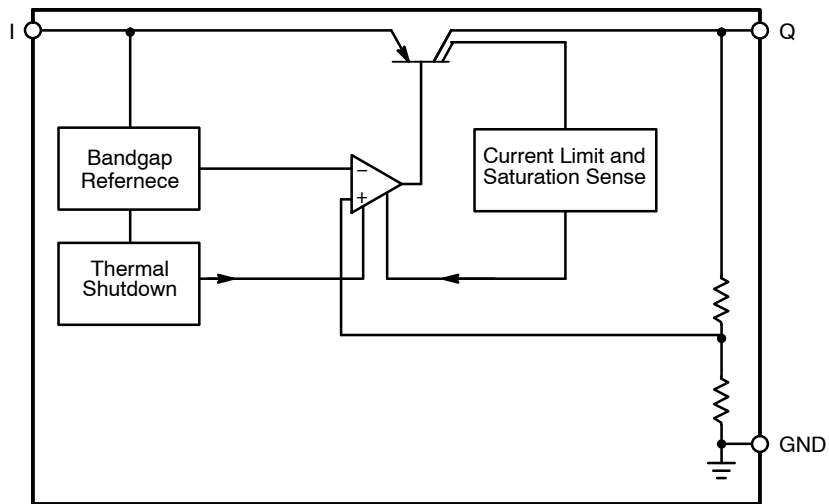 I
Q
Bandgap
Refernece
Current Limit and
Saturation Sense
−
+
Thermal
Shutdown
GND